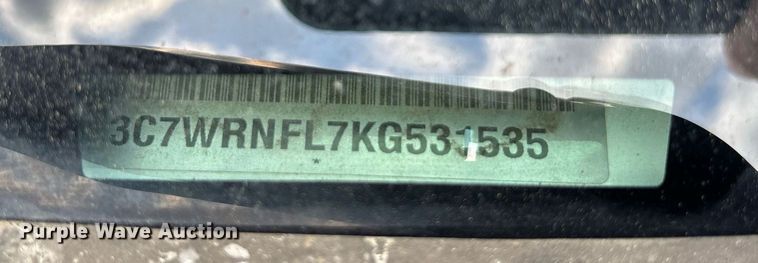 3C7WRNFL7KG531535
*
Purple Wave Auction